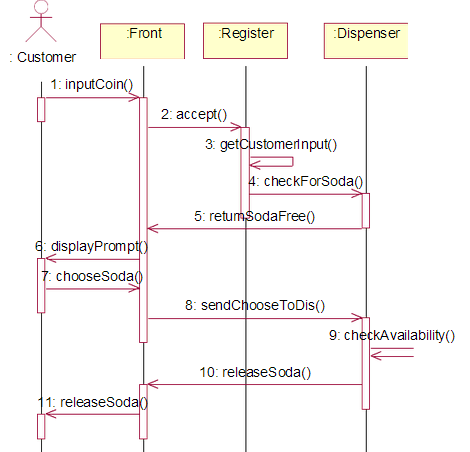 : Customer
:Front
:Register
:Dispenser
1: inputCoin()
2: accept()
3: getCustomerInput()
4: checkForSoda()
5: returnSodaFree()
6: displayPrompt()
7: chooseSoda()
8: sendChooseToDis()
9: checkAvailability()
10: releaseSoda()
11: releaseSoda()